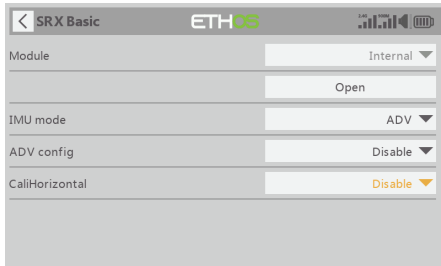 SRX Basic ETHOS
Module Internal
Open
IMU mode ADV
ADV config Disable
CaliHorizontal Disable